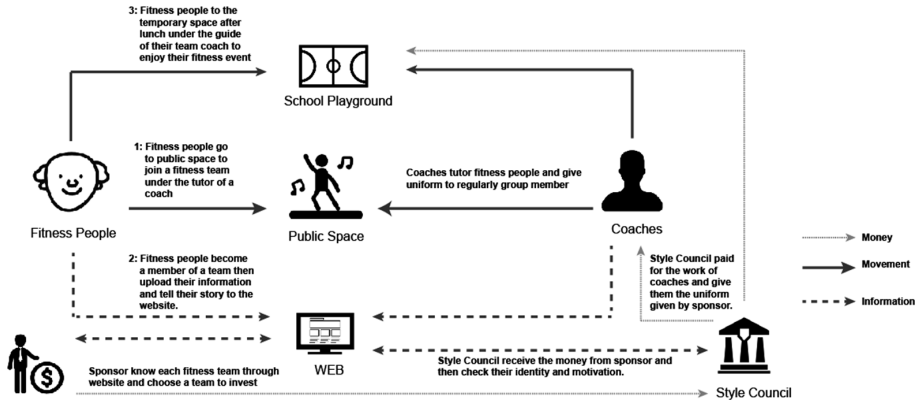 3: Fitness people to the
temporary space after
lunch under the guide
of their team coach to
enjoy their fitness event
School Playground
1: Fitness people go
to public space to
join a fitness team
under the tutor of a
coach
Coaches tutor fitness people and give
uniform to regularly group member
Fitness People
Public Space
Coaches
Money
Movement
Information
2: Fitness people become
a member of a team then
upload their information
and tell their story to the
website.
Style Council paid
for the work of
coaches and give
them the uniform
given by sponsor.
WEB
Sponsor know each fitness team through
website and choose a team to invest
Style Council receive the money from sponsor and
then check their identity and motivation.
Style Council